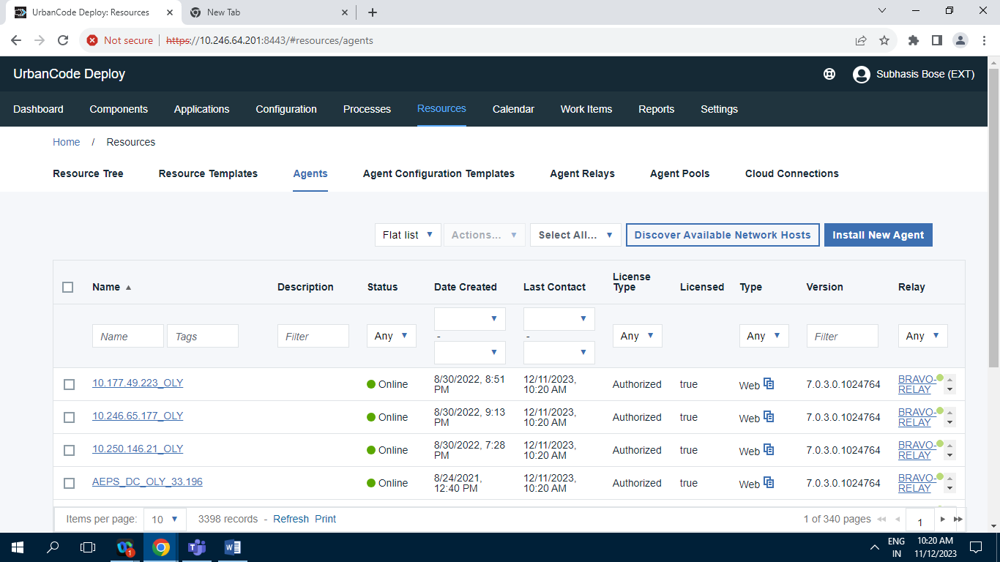 UrbanCode Deploy: Resources
New Tab
Not secure https://10.246.64.201:8443/#resources/agents
UrbanCode Deploy
Subhasis Bose (EXT)
Dashboard Components Applications Configuration Processes Resources Calendar Work Items Reports Settings
Home / Resources
Resource Tree Resource Templates Agents Agent Configuration Templates Agent Relays Agent Pools Cloud Connections
Flat list Actions... Select All... Discover Available Network Hosts Install New Agent
Name Description Status Date Created Last Contact License Type Licensed Type Version Relay
Name Tags Filter Any - - Any Any Filter Any
10.177.49.223_OLY Online 8/30/2022, 8:51 PM 12/11/2023, 10:20 AM Authorized true Web 7.0.3.0.1024764 BRAVO-RELAY
10.246.65.177_OLY Online 8/30/2022, 9:13 PM 12/11/2023, 10:20 AM Authorized true Web 7.0.3.0.1024764 BRAVO-RELAY
10.250.146.21_OLY Online 8/30/2022, 7:28 PM 12/11/2023, 10:20 AM Authorized true Web 7.0.3.0.1024764 BRAVO-RELAY
AEPS_DC_OLY_33.196 Online 8/24/2021, 12:40 PM 12/11/2023, 10:20 AM Authorized true Web 7.0.3.0.1024764 BRAVO-RELAY
Items per page: 10 3398 records - Refresh Print 1 of 340 pages 1
1
ENG 10:20 AM
IN 11/12/2023